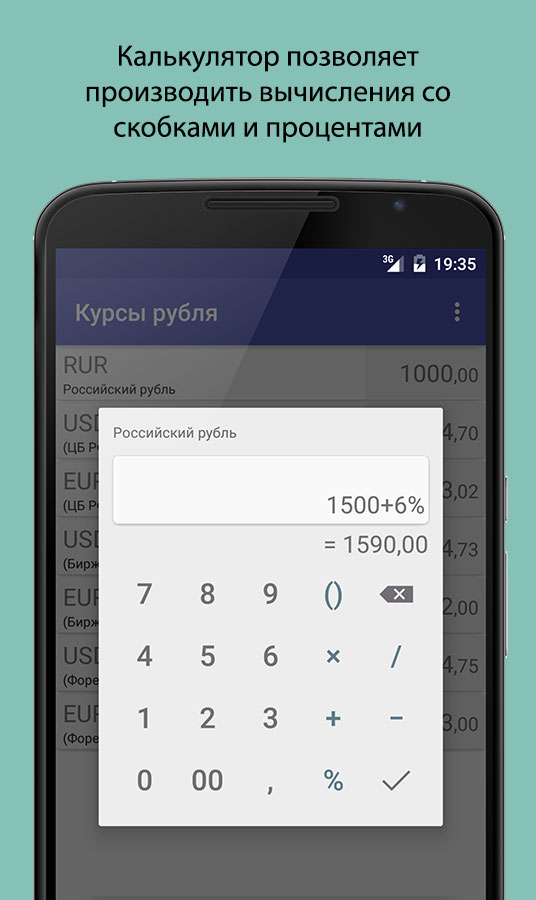 Калькулятор позволяет
производить вычисления со
скобками и процентами
3G 19:35
Курсы рубля
RUR 1000,00
Российский рубль
USD 4,70
(ЦБ РФ
EUR 3,02
(ЦБ РФ
USD 4,73
(Бирж
EUR 2,00
(Бирж
USD 4,75
(Форе
EUR 3,00
(Форе
Российский рубль
1500+6%
= 1590,00
7 8 9 ()
4 5 6 × /
1 2 3 + −
0 00 , %